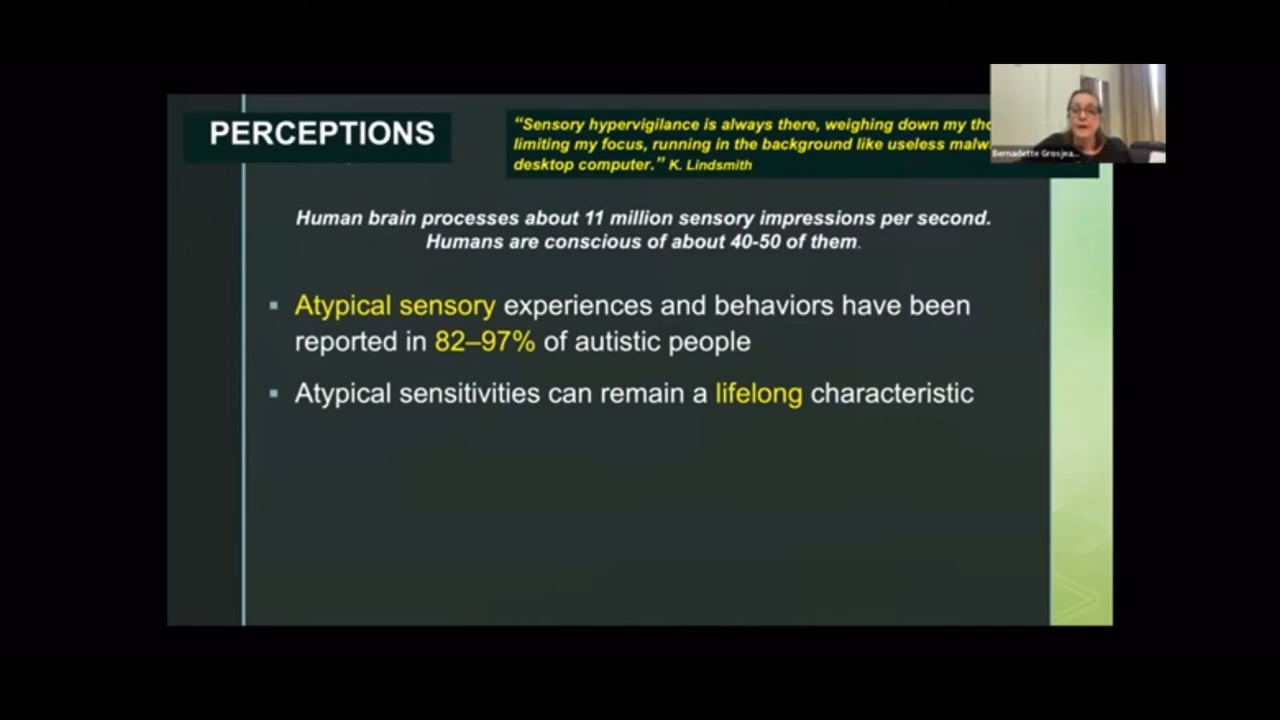 PERCEPTIONS
“Sensory hypervigilance is always there, weighing down my
limiting my focus, running in the background like useless
desktop computer.” K. Lindsmith
Bernadette Grosjea...
Human brain processes about 11 million sensory impressions per second.
Humans are conscious of about 40-50 of them.
▪ Atypical sensory experiences and behaviors have been
reported in 82–97% of autistic people
▪ Atypical sensitivities can remain a lifelong characteristic